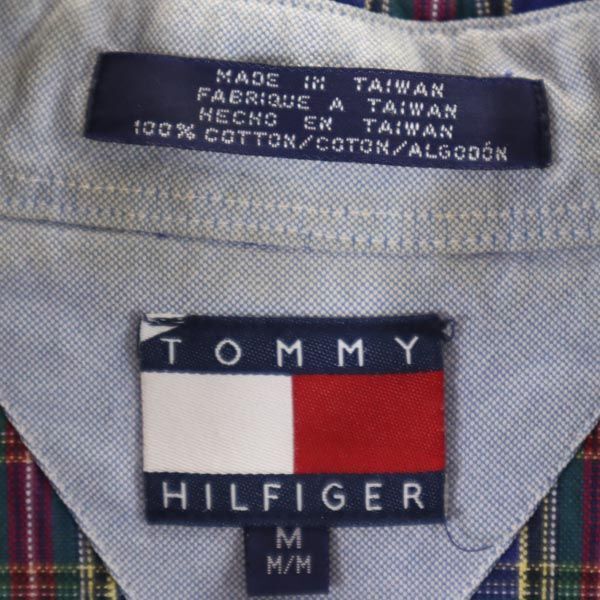 MADE IN TAIWAN
FABRIQUE A TAIWAN
HECHO EN TAIWAN
100% COTTON/COTON/ALGODÓN
TOMMY
HILFIGER
M
M/M